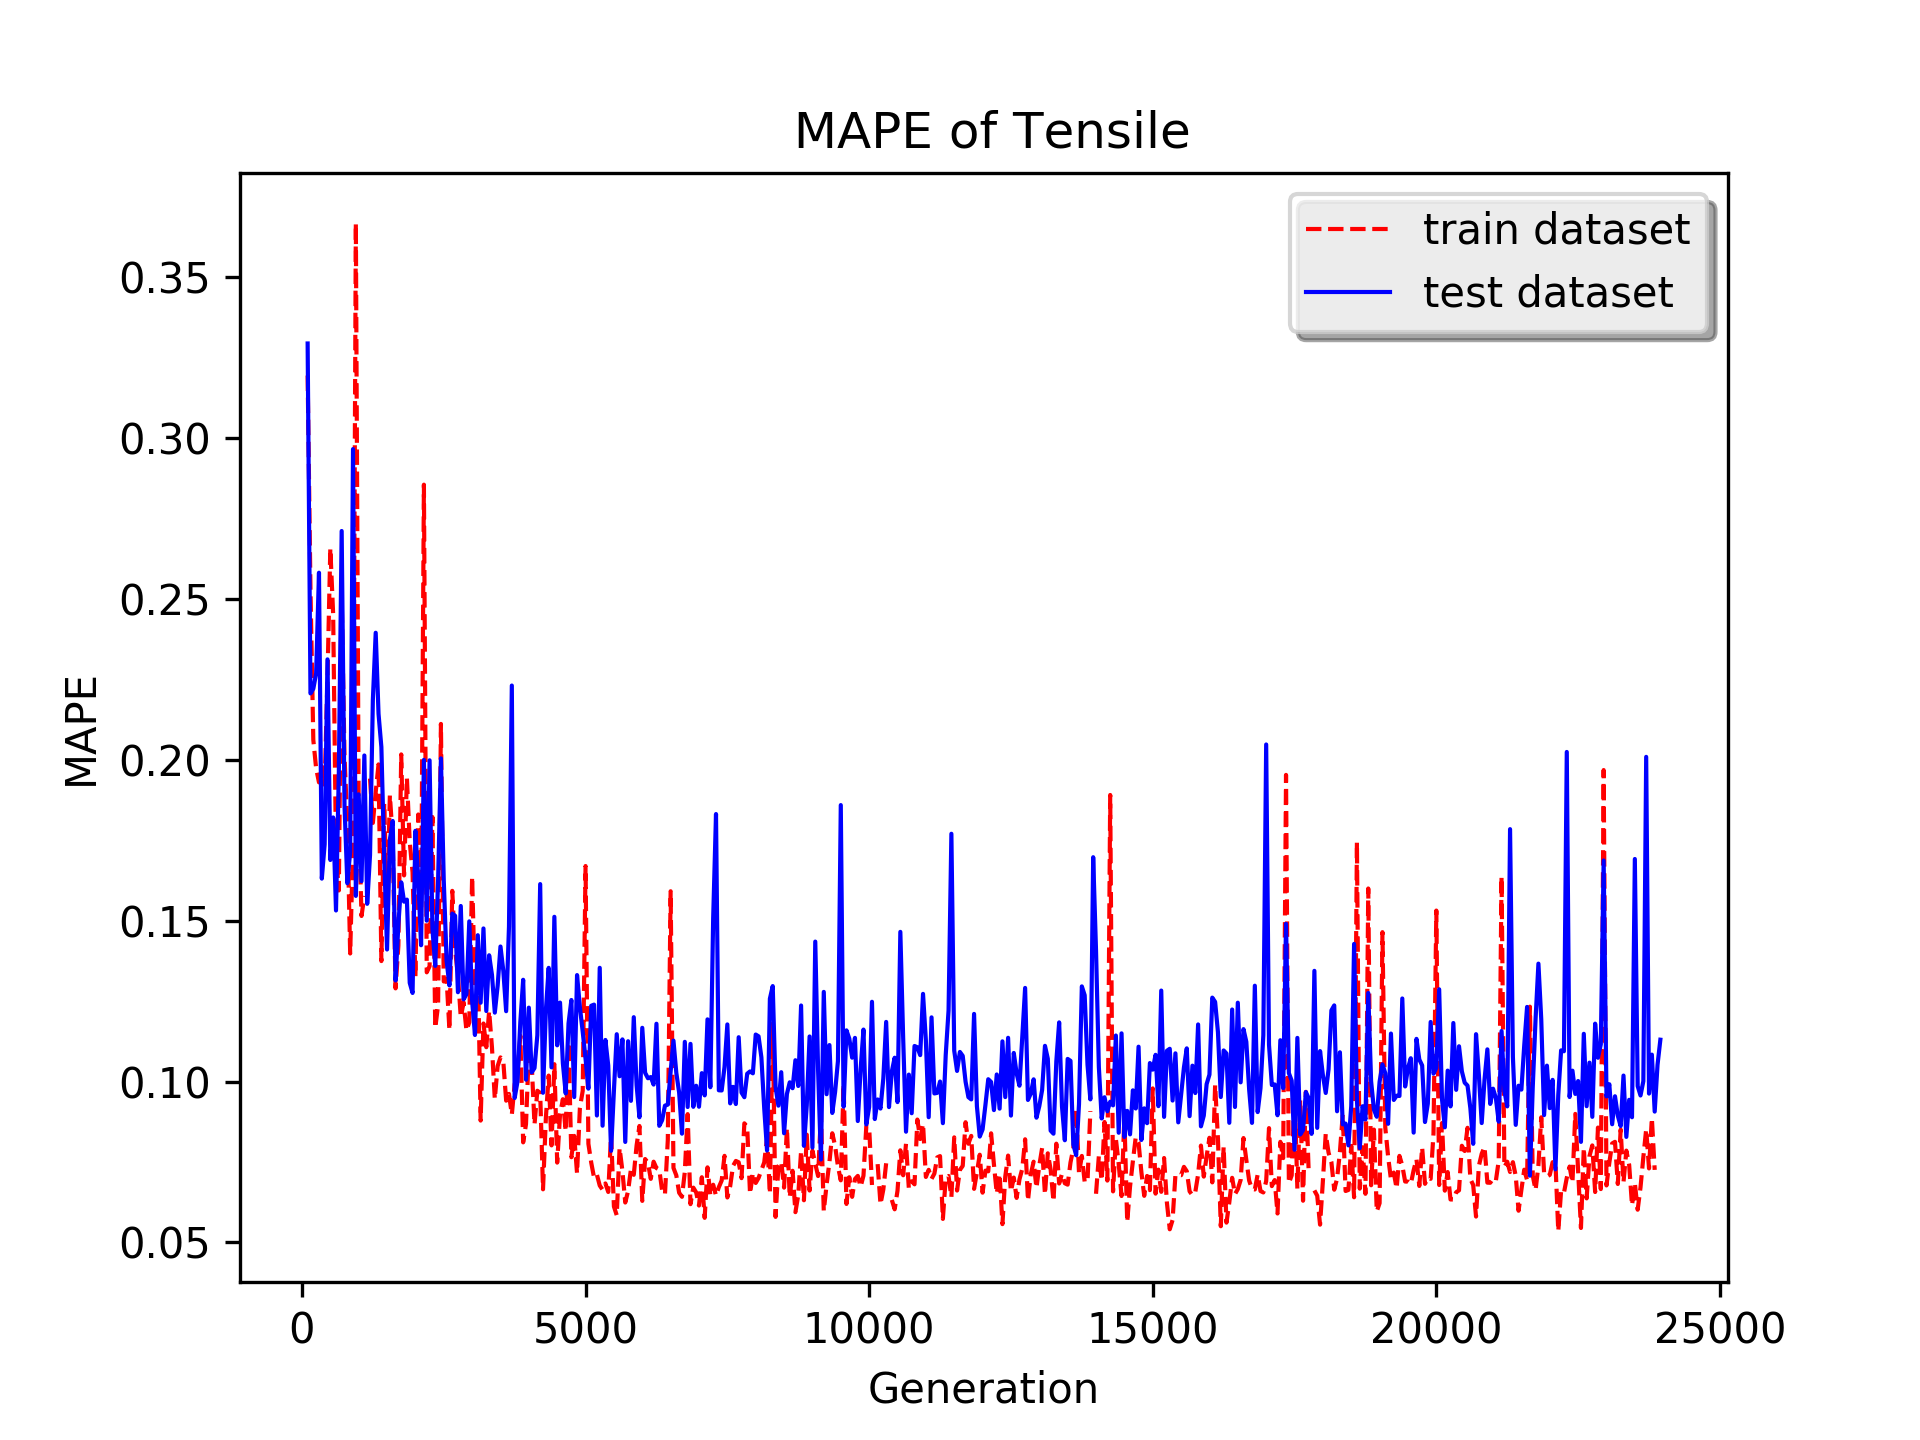 MAPE of Tensile
train dataset
test dataset
MAPE
0.35
0.30
0.25
0.20
0.15
0.10
0.05
0 5000 10000 15000 20000 25000
Generation